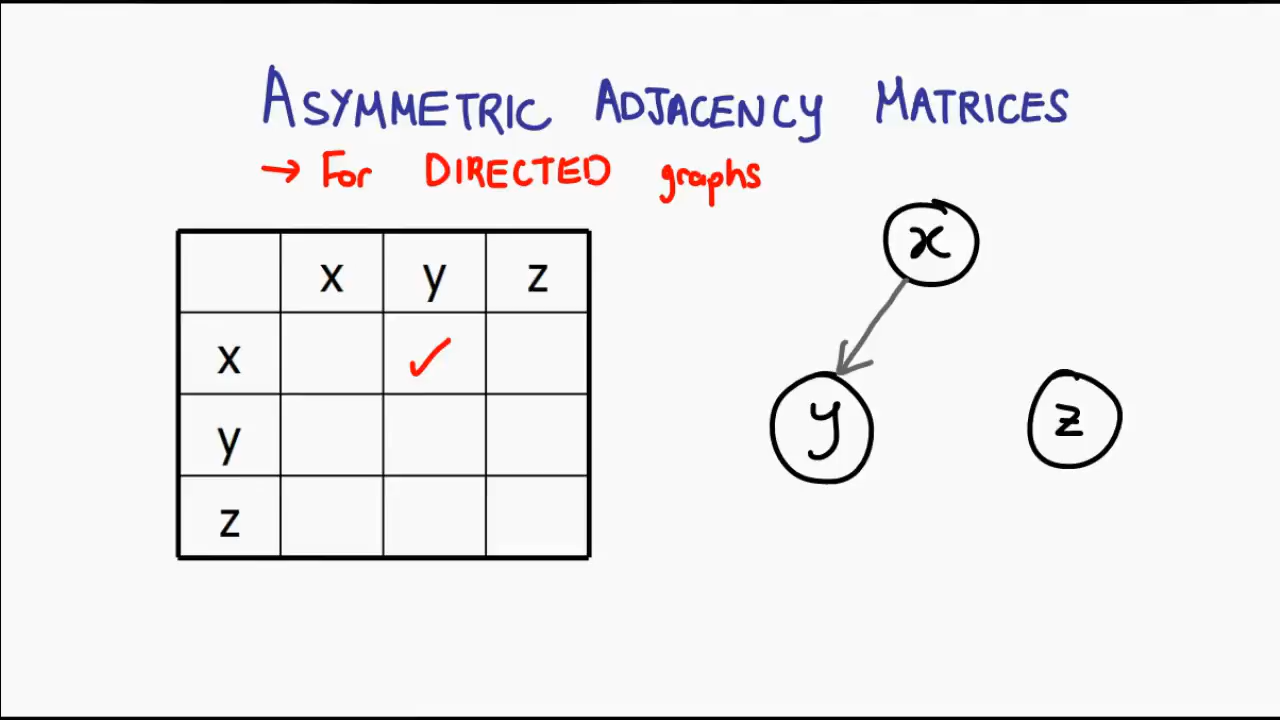 ASYMMETRIC ADJACENCY MATRICES
→ For DIRECTED graphs
x y z
x ✓
y
z
x
y
z